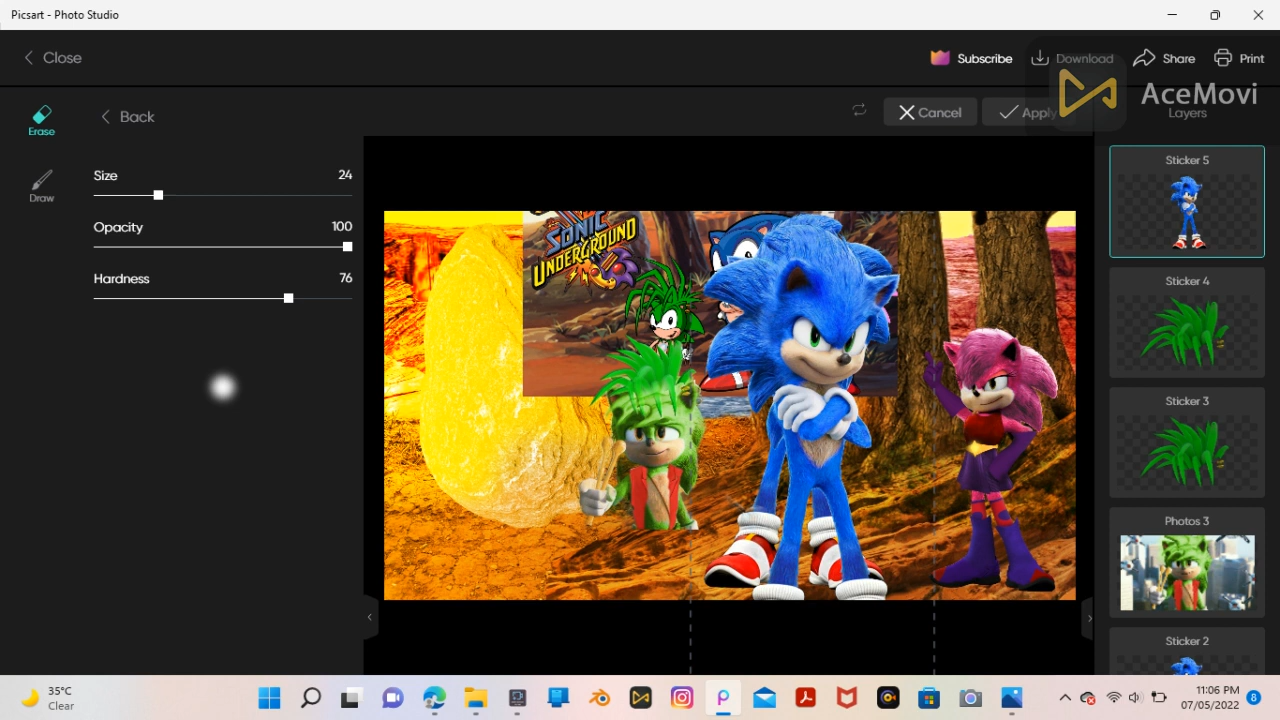 Picsart - Photo Studio
Close
Subscribe
Download
Share
Print
AceMovi
Erase
Back
Cancel
Apply
Layers
Draw
Size 24
Opacity 100
Hardness 76
SONIC
UNDERGROUND
Sticker 5
Sticker 4
Sticker 3
Photos 3
Sticker 2
35°C
Clear
11:06 PM
07/05/2022
8